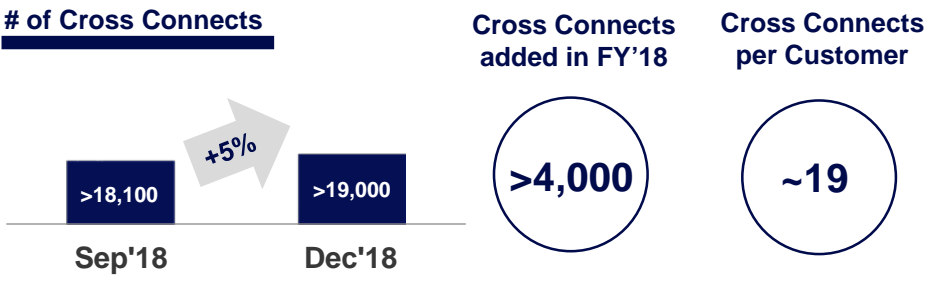 # of Cross Connects
+5%
>18,100
>19,000
Sep'18
Dec'18
Cross Connects
added in FY’18
>4,000
Cross Connects
per Customer
~19